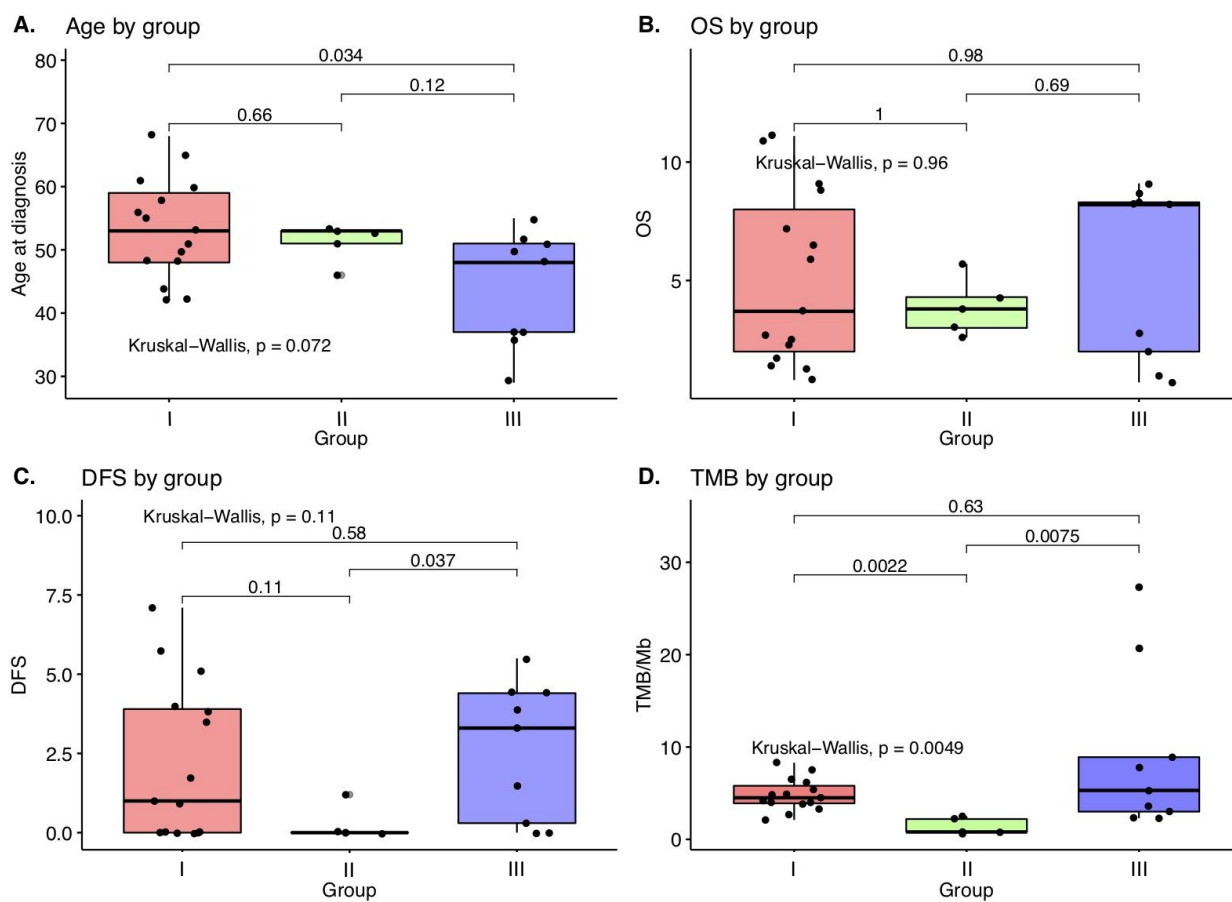 A. Age by group
80
70
60
50
40
30
Age at diagnosis
0.034
0.12
0.66
Kruskal−Wallis, p = 0.072
I II III
Group
B. OS by group
10
5
OS
0.98
0.69
1
Kruskal−Wallis, p = 0.96
I II III
Group
C. DFS by group
10.0
7.5
5.0
2.5
0.0
DFS
Kruskal−Wallis, p = 0.11
0.58
0.037
0.11
I II III
Group
D. TMB by group
30
20
10
0
TMB/Mb
0.63
0.0075
0.0022
Kruskal−Wallis, p = 0.0049
I II III
Group